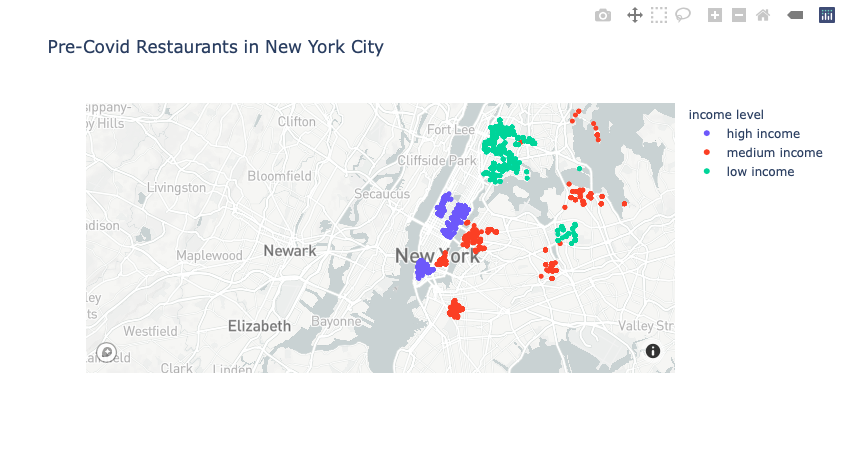 Pre-Covid Restaurants in New York City
sippany-
oy Hills
Clifton
Fort Lee
Bloomfield
Cliffside Park
Livingston
Secaucus
adison
Maplewood
Newark
New York
ley
ts
Westfield
Elizabeth
Bayonne
Valley Str
Clark
Linden
income level
high income
medium income
low income